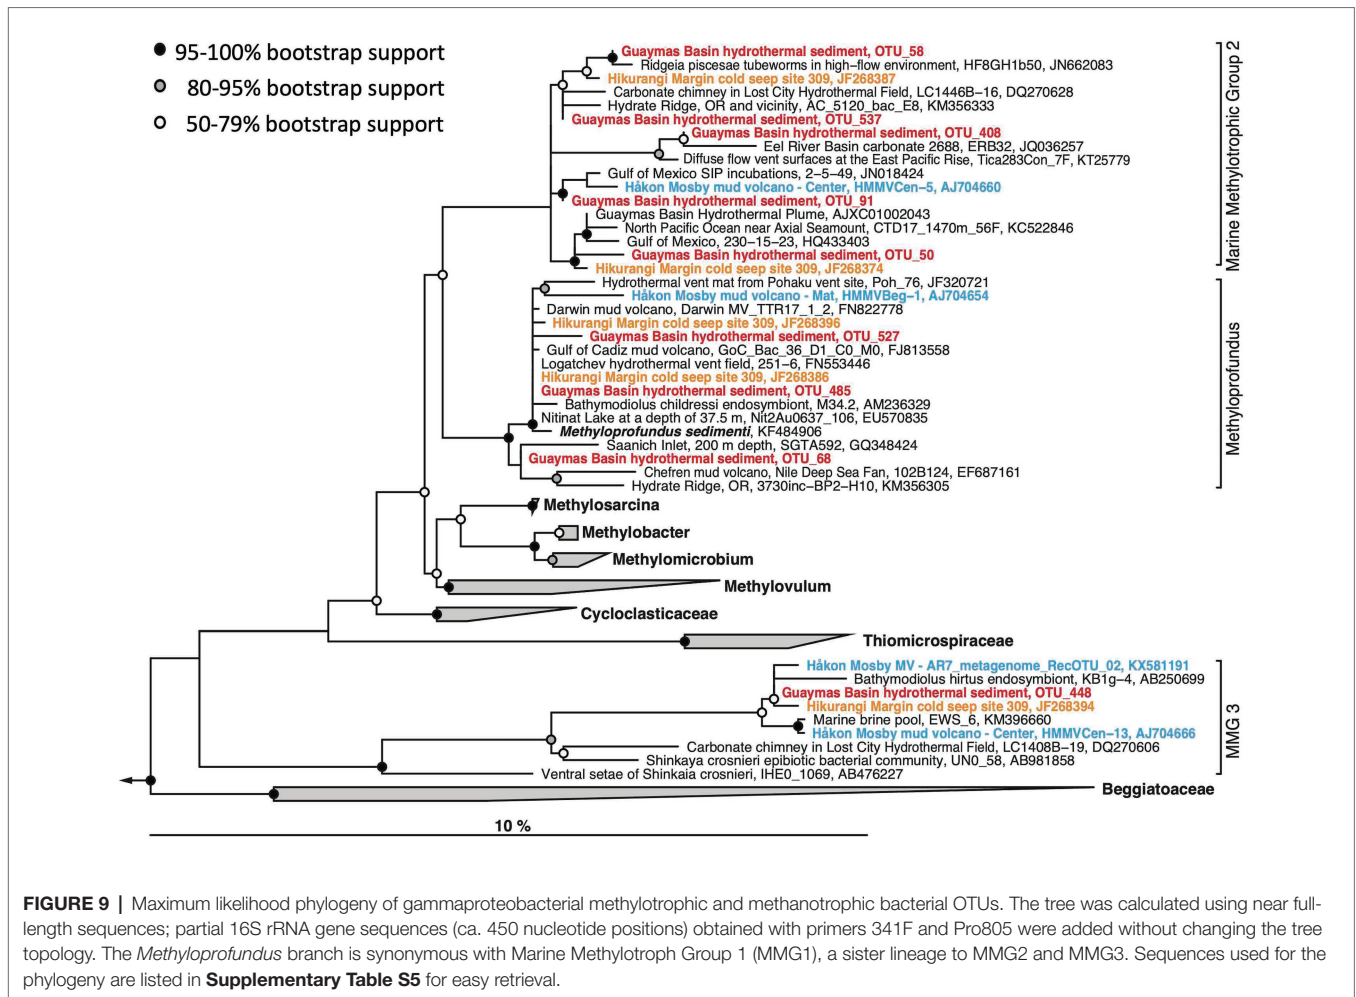 95-100% bootstrap support
80-95% bootstrap support
50-79% bootstrap support
Guaymas Basin hydrothermal sediment, OTU_58
Ridgeia piscesae tubeworms in high–flow environment, HF8GH1b50, JN662083
Hikurangi Margin cold seep site 309, JF268387
Carbonate chimney in Lost City Hydrothermal Field, LC1446B–16, DQ270628
Hydrate Ridge, OR and vicinity, AC_5120_bac_E8, KM356333
Guaymas Basin hydrothermal sediment, OTU_537
Guaymas Basin hydrothermal sediment, OTU_408
Eel River Basin carbonate 2688, ERB32, JQ036257
Diffuse flow vent surfaces at the East Pacific Rise, Tica283Con_7F, KT25779
Gulf of Mexico SIP incubations, 2–5–49, JN018424
Håkon Mosby mud volcano - Center, HMMVCen–5, AJ704660
Guaymas Basin hydrothermal sediment, OTU_91
Guaymas Basin Hydrothermal Plume, AJXC01002043
North Pacific Ocean near Axial Seamount, CTD17_1470m_56F, KC522846
Gulf of Mexico, 230–15–23, HQ433403
Guaymas Basin hydrothermal sediment, OTU_50
Hikurangi Margin cold seep site 309, JF268374
Marine Methylotrophic Group 2
Hydrothermal vent mat from Pohaku vent site, Poh_76, JF320721
Håkon Mosby mud volcano - Mat, HMMVBeg–1, AJ704654
Darwin mud volcano, Darwin MV_TTR17_1_2, FN822778
Hikurangi Margin cold seep site 309, JF268396
Guaymas Basin hydrothermal sediment, OTU_527
Gulf of Cadiz mud volcano, GoC_Bac_36_D1_C0_M0, FJ813558
Logatchev hydrothermal vent field, 251–6, FN553446
Hikurangi Margin cold seep site 309, JF268386
Guaymas Basin hydrothermal sediment, OTU_485
Bathymodiolus childressi endosymbiont, M34.2, AM236329
Nitinat Lake at a depth of 37.5 m, Nit2Au0637_106, EU570835
Methyloprofundus sedimenti, KF484906
Saanich Inlet, 200 m depth, SGTA592, GQ348424
Guaymas Basin hydrothermal sediment, OTU_68
Chefren mud volcano, Nile Deep Sea Fan, 102B124, EF687161
Hydrate Ridge, OR, 3730inc–BP2–H10, KM356305
Methyloprofundus
Methylosarcina
Methylobacter
Methylomicrobium
Methylovulum
Cycloclasticaceae
Thiomicrospiraceae
Håkon Mosby MV - AR7_metagenome_RecOTU_02, KX581191
Bathymodiolus hirtus endosymbiont, KB1g–4, AB250699
Guaymas Basin hydrothermal sediment, OTU_448
Hikurangi Margin cold seep site 309, JF268394
Marine brine pool, EWS_6, KM396660
Håkon Mosby mud volcano - Center, HMMVCen–13, AJ704666
Carbonate chimney in Lost City Hydrothermal Field, LC1408B–19, DQ270606
Shinkaya crosnieri epibiotic bacterial community, UN0_58, AB981858
Ventral setae of Shinkaia crosnieri, IHE0_1069, AB476227
MMG 3
Beggiatoaceae
10 %
FIGURE 9 | Maximum likelihood phylogeny of gammaproteobacterial methylotrophic and methanotrophic bacterial OTUs. The tree was calculated using near full-
length sequences; partial 16S rRNA gene sequences (ca. 450 nucleotide positions) obtained with primers 341F and Pro805 were added without changing the tree
topology. The Methyloprofundus branch is synonymous with Marine Methylotroph Group 1 (MMG1), a sister lineage to MMG2 and MMG3. Sequences used for the
phylogeny are listed in Supplementary Table S5 for easy retrieval.